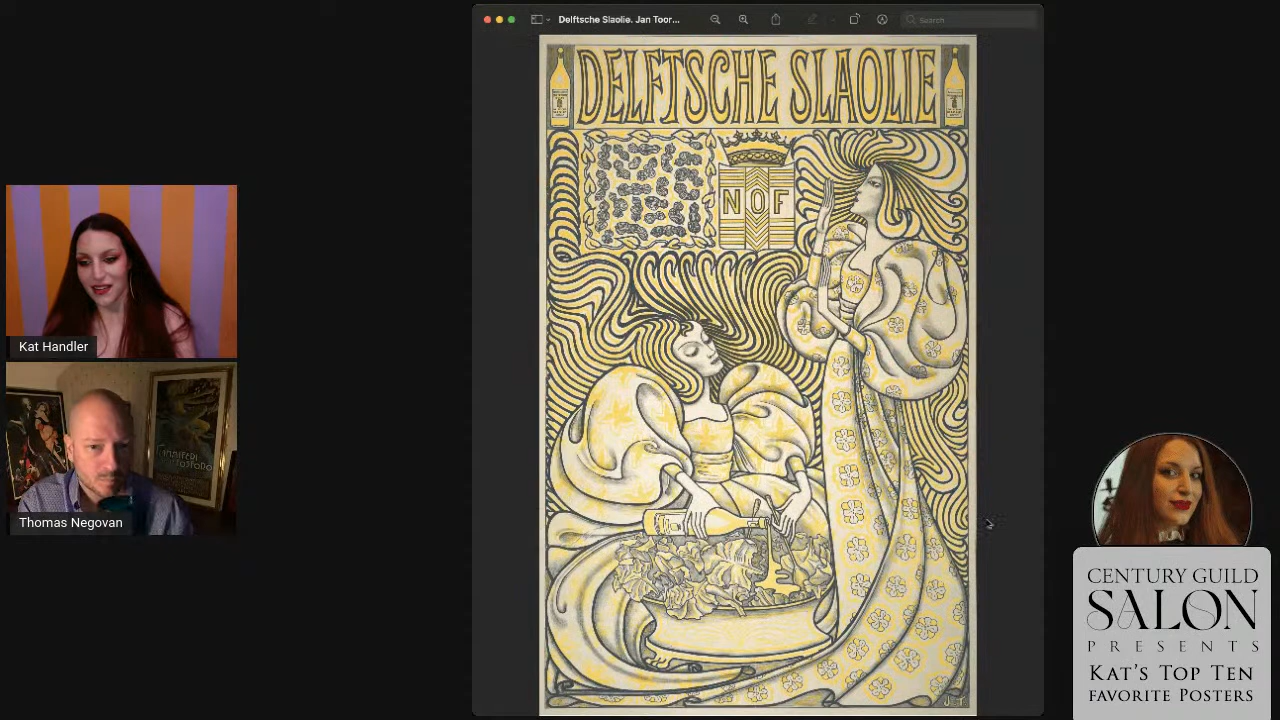 Delftsche Slaolie. Jan Toor...
Search
DELFTSCHE SLAOLIE
NOF
J.T.
Kat Handler
Thomas Negovan
CENTURY GUILD
SALON
PRESENTS
KAT'S TOP TEN
FAVORITE POSTERS